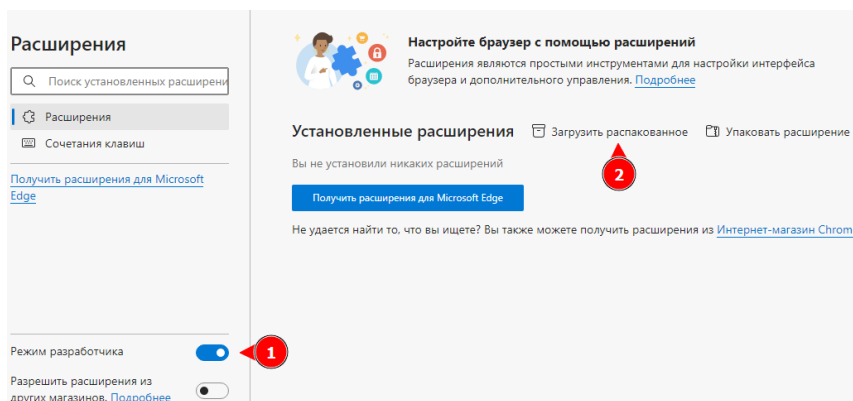 Расширения
Поиск установленных расширени
Расширения
Сочетания клавиш
Получить расширения для Microsoft
Edge
Режим разработчика
1
Разрешить расширения из
других магазинов. Подробнее
Настройте браузер с помощью расширений
Расширения являются простыми инструментами для настройки интерфейса
браузера и дополнительного управления. Подробнее
Установленные расширения
Загрузить распакованное
Упаковать расширение
2
Вы не установили никаких расширений
Получить расширения для Microsoft Edge
Не удается найти то, что вы ищете? Вы также можете получить расширения из Интернет-магазин Chrom